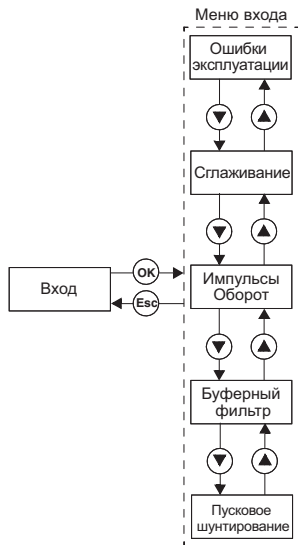 Меню входа
Ошибки
эксплуатации
Сглаживание
Вход
OK
Esc
Импульсы
Оборот
Буферный
фильтр
Пусковое
шунтирование